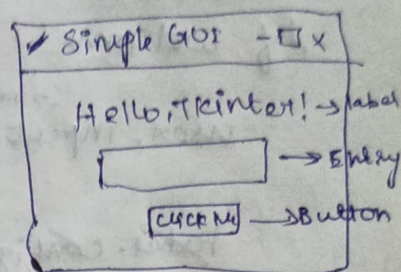 Simple GUI - □ x
Hello, Tkinter! → label
→ Entry
Click Me → Button